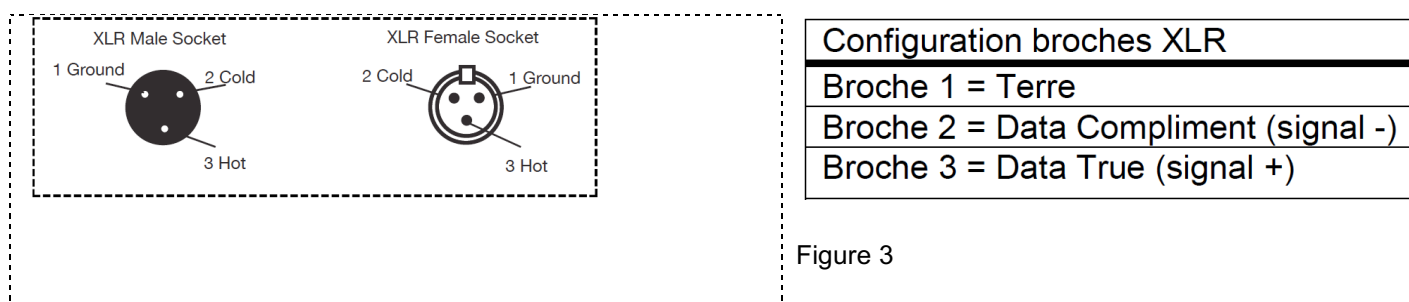 XLR Male Socket
1 Ground
2 Cold
3 Hot
XLR Female Socket
2 Cold
1 Ground
3 Hot
Configuration broches XLR
Broche 1 = Terre
Broche 2 = Data Compliment (signal -)
Broche 3 = Data True (signal +)
Figure 3